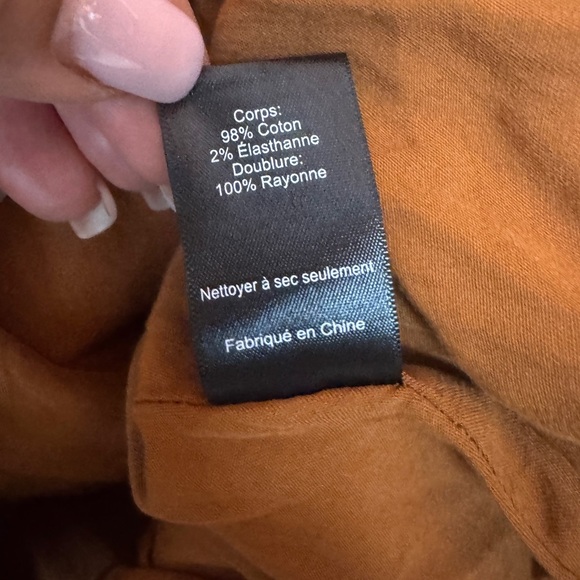 Corps:
98% Coton
2% Élasthanne
Doublure:
100% Rayonne
Nettoyer à sec seulement
Fabriqué en Chine